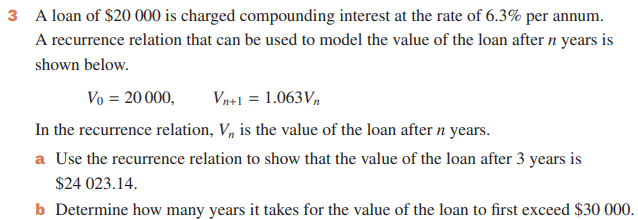 3 A loan of $20 000 is charged compounding interest at the rate of 6.3% per annum.
A recurrence relation that can be used to model the value of the loan after n years is
shown below.
V₀ = 20 000, Vₙ₊₁ = 1.063Vₙ
In the recurrence relation, Vₙ is the value of the loan after n years.
a Use the recurrence relation to show that the value of the loan after 3 years is
$24 023.14.
b Determine how many years it takes for the value of the loan to first exceed $30 000.